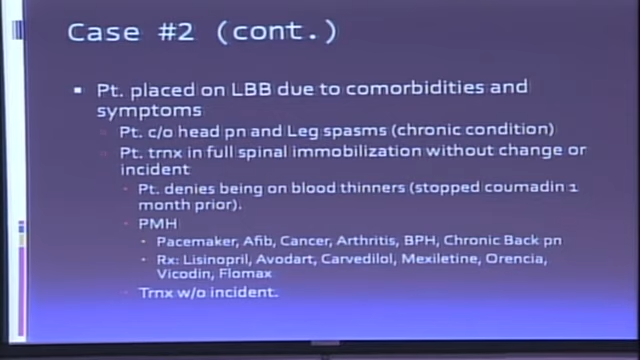 Case #2 (cont.)
Pt. placed on LBB due to comorbidities and
symptoms
Pt. c/o head pn and Leg spasms (chronic condition)
Pt. trnx in full spinal immobilization without change or
incident
Pt. denies being on blood thinners (stopped coumadin 1
month prior).
PMH
Pacemaker, Afib, Cancer, Arthritis, BPH, Chronic Back pn
Rx: Lisinopril, Avodart, Carvedilol, Mexiletine, Orencia,
Vicodin, Flomax
Trnx w/o incident.